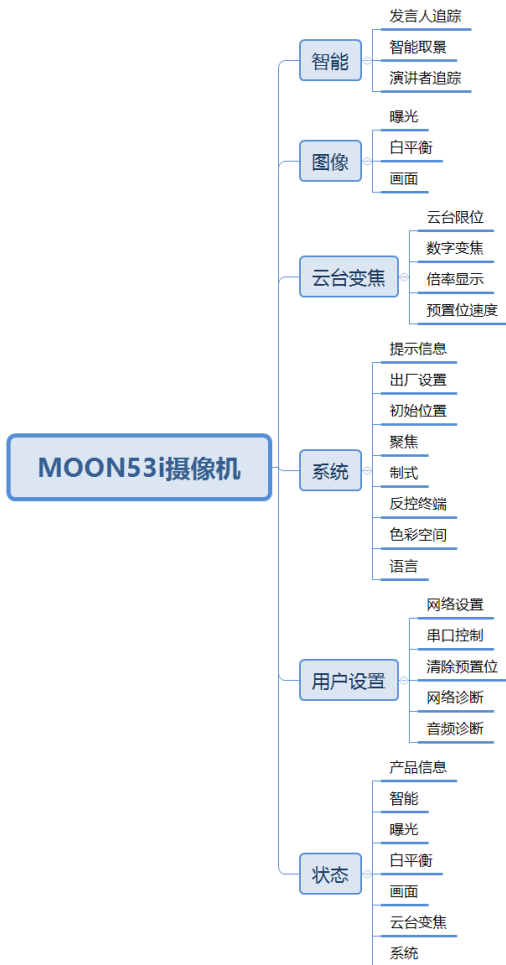 MOON53i摄像机
智能
发言人追踪
智能取景
演讲者追踪
图像
曝光
白平衡
画面
云台变焦
云台限位
数字变焦
倍率显示
预置位速度
系统
提示信息
出厂设置
初始位置
聚焦
制式
反控终端
色彩空间
语言
用户设置
网络设置
串口控制
清除预置位
网络诊断
音频诊断
状态
产品信息
智能
曝光
白平衡
画面
云台变焦
系统